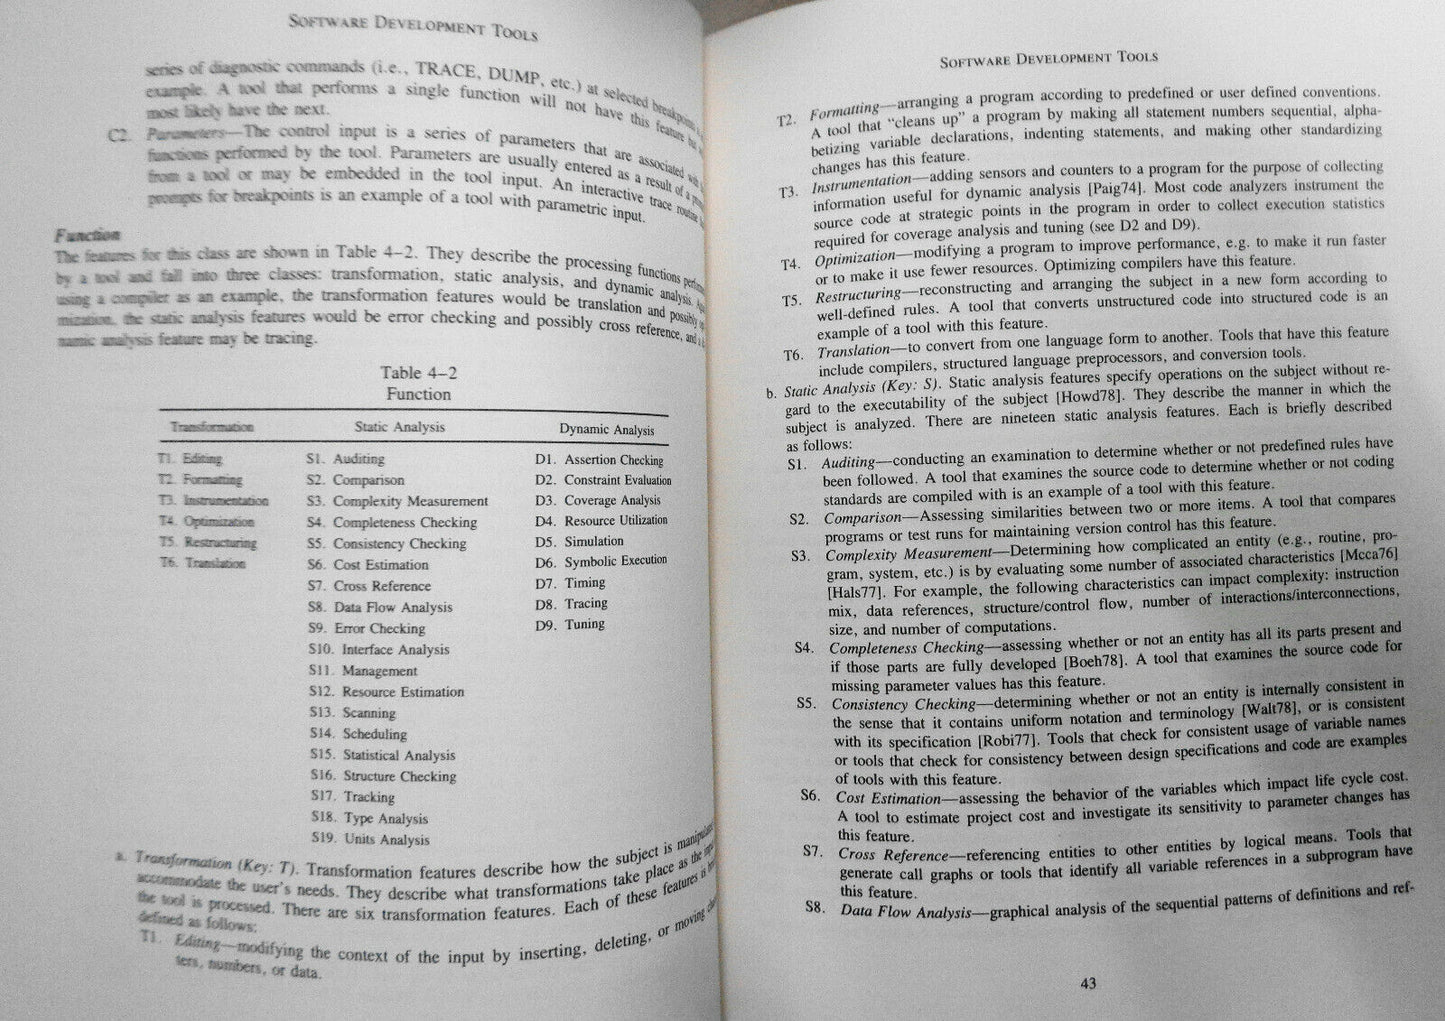 SOFTWARE DEVELOPMENT TOOLS
series of diagnostic commands (i.e., TRACE, DUMP, etc.) at selected breakpoints
example. A tool that performs a single function will not have this feature but
most likely have the next.
C2. Parameters—The control input is a series of parameters that are associated with
functions performed by the tool. Parameters are usually entered as a result of a
from a tool or may be embedded in the tool input. An interactive trace routine
prompts for breakpoints is an example of a tool with parametric input.
Function
The features for this class are shown in Table 4–2. They describe the processing functions
by a tool and fall into three classes: transformation, static analysis, and dynamic analysis.
using a compiler as an example, the transformation features would be translation and possibly
mization, the static analysis features would be error checking and possibly cross reference, and a
namic analysis feature may be tracing.
Table 4–2
Function
Transformation Static Analysis Dynamic Analysis
T1. Editing S1. Auditing D1. Assertion Checking
T2. Formatting S2. Comparison D2. Constraint Evaluation
T3. Instrumentation S3. Complexity Measurement D3. Coverage Analysis
T4. Optimization S4. Completeness Checking D4. Resource Utilization
T5. Restructuring S5. Consistency Checking D5. Simulation
T6. Translation S6. Cost Estimation D6. Symbolic Execution
S7. Cross Reference D7. Timing
S8. Data Flow Analysis D8. Tracing
S9. Error Checking D9. Tuning
S10. Interface Analysis
S11. Management
S12. Resource Estimation
S13. Scanning
S14. Scheduling
S15. Statistical Analysis
S16. Structure Checking
S17. Tracking
S18. Type Analysis
S19. Units Analysis
a. Transformation (Key: T). Transformation features describe how the subject is manipulated
accommodate the user's needs. They describe what transformations take place as the input
the tool is processed. There are six transformation features. Each of these features is
defined as follows:
T1. Editing—modifying the context of the input by inserting, deleting, or moving
ters, numbers, or data.
SOFTWARE DEVELOPMENT TOOLS
T2. Formatting—arranging a program according to predefined or user defined conventions.
A tool that “cleans up” a program by making all statement numbers sequential, alpha-
betizing variable declarations, indenting statements, and making other standardizing
changes has this feature.
T3. Instrumentation—adding sensors and counters to a program for the purpose of collecting
information useful for dynamic analysis [Paig74]. Most code analyzers instrument the
source code at strategic points in the program in order to collect execution statistics
required for coverage analysis and tuning (see D2 and D9).
T4. Optimization—modifying a program to improve performance, e.g. to make it run faster
or to make it use fewer resources. Optimizing compilers have this feature.
T5. Restructuring—reconstructing and arranging the subject in a new form according to
well-defined rules. A tool that converts unstructured code into structured code is an
example of a tool with this feature.
T6. Translation—to convert from one language form to another. Tools that have this feature
include compilers, structured language preprocessors, and conversion tools.
b. Static Analysis (Key: S). Static analysis features specify operations on the subject without re-
gard to the executability of the subject [Howd78]. They describe the manner in which the
subject is analyzed. There are nineteen static analysis features. Each is briefly described
as follows:
S1. Auditing—conducting an examination to determine whether or not predefined rules have
been followed. A tool that examines the source code to determine whether or not coding
standards are compiled with is an example of a tool with this feature.
S2. Comparison—Assessing similarities between two or more items. A tool that compares
programs or test runs for maintaining version control has this feature.
S3. Complexity Measurement—Determining how complicated an entity (e.g., routine, pro-
gram, system, etc.) is by evaluating some number of associated characteristics [Mcca76]
[Hals77]. For example, the following characteristics can impact complexity: instruction
mix, data references, structure/control flow, number of interactions/interconnections,
size, and number of computations.
S4. Completeness Checking—assessing whether or not an entity has all its parts present and
if those parts are fully developed [Boeh78]. A tool that examines the source code for
missing parameter values has this feature.
S5. Consistency Checking—determining whether or not an entity is internally consistent in
the sense that it contains uniform notation and terminology [Walt78], or is consistent
with its specification [Robi77]. Tools that check for consistent usage of variable names
or tools that check for consistency between design specifications and code are examples
of tools with this feature.
S6. Cost Estimation—assessing the behavior of the variables which impact life cycle cost.
A tool to estimate project cost and investigate its sensitivity to parameter changes has
this feature.
S7. Cross Reference—referencing entities to other entities by logical means. Tools that
generate call graphs or tools that identify all variable references in a subprogram have
this feature.
S8. Data Flow Analysis—graphical analysis of the sequential patterns of definitions and ref-
43